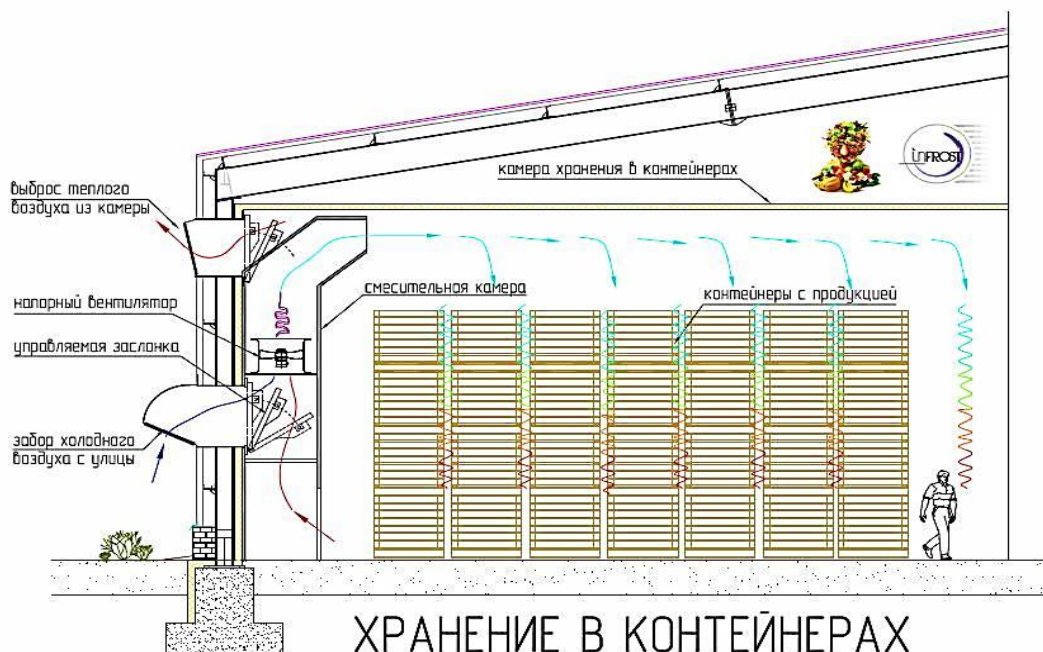 камера хранения в контейнерах
inFROST
выброс теплого
воздуха из камеры
напорный вентилятор
смесительная камера
контейнеры с продукцией
управляемая заслонка
забор холоднага
воздуха с улицы
ХРАНЕНИЕ В КОНТЕЙНЕРАХ